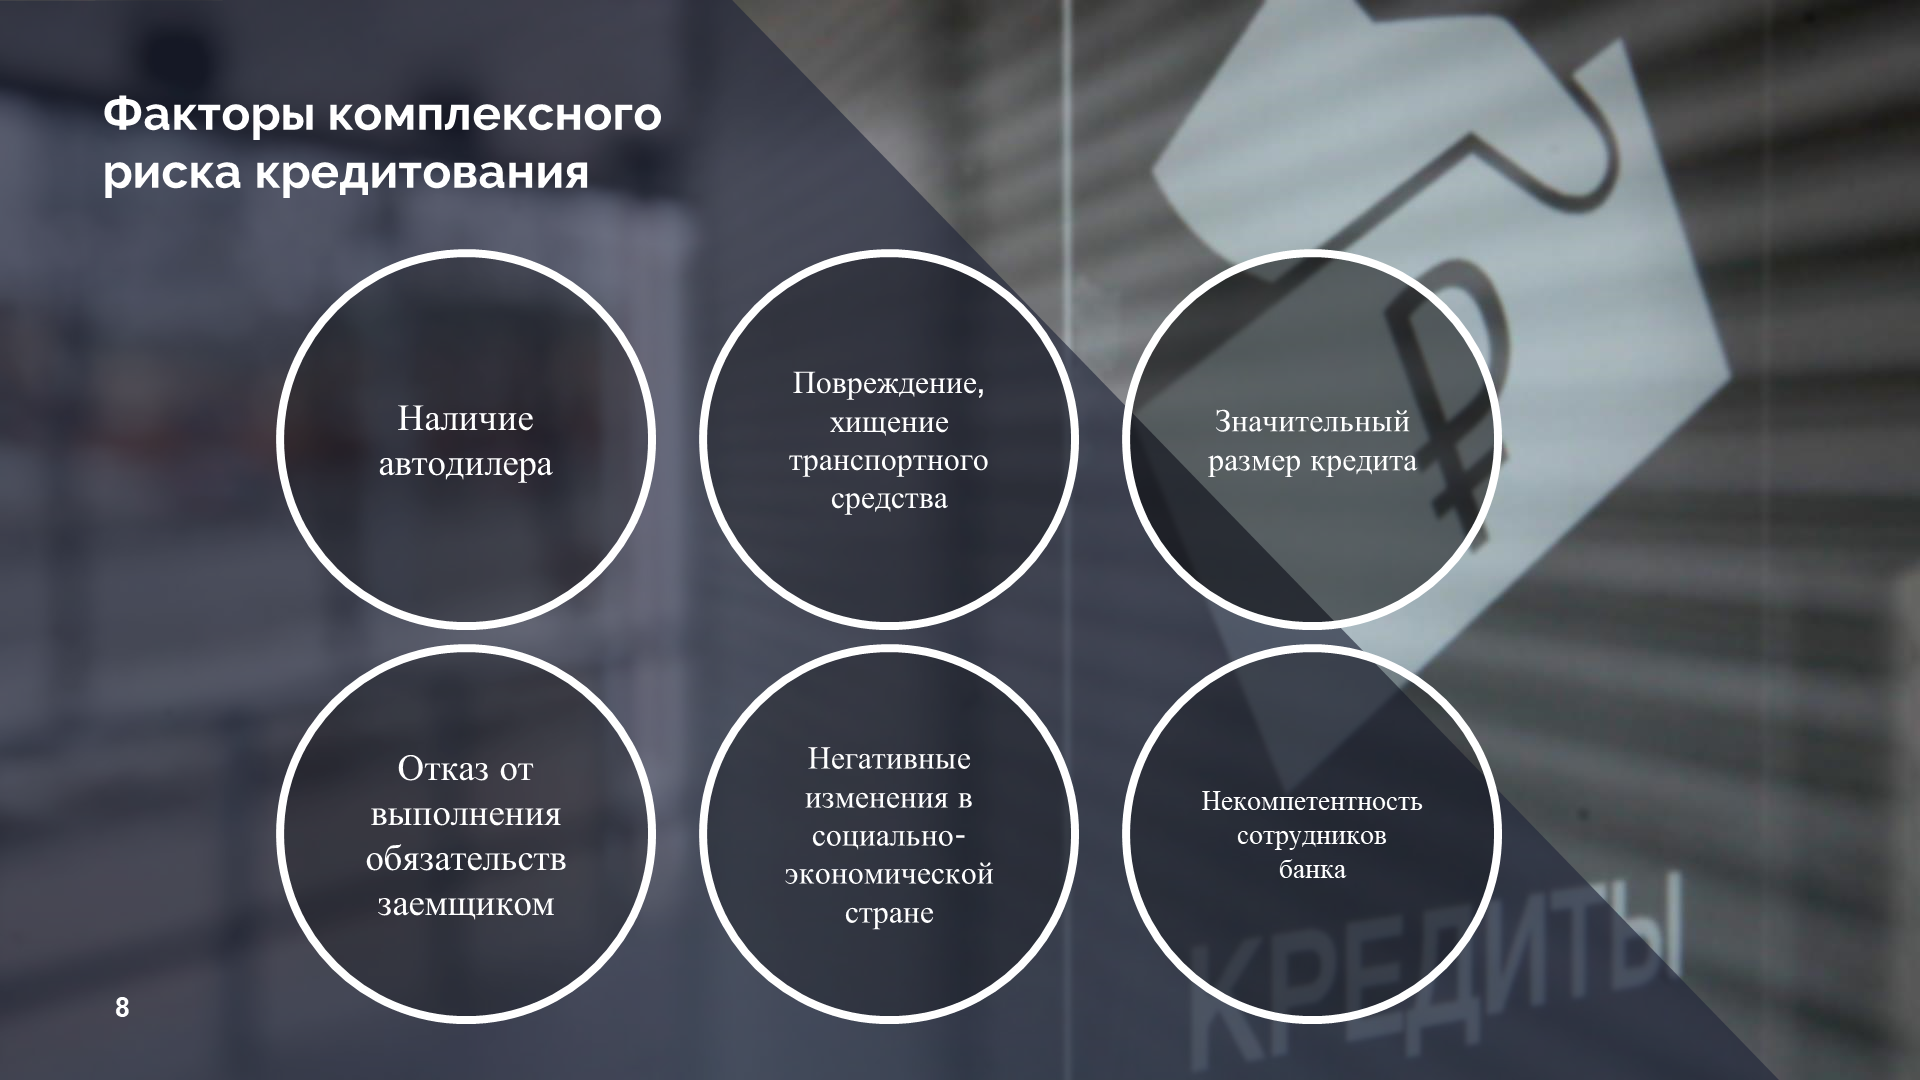 Факторы комплексного
риска кредитования
Наличие
автодилера
Повреждение,
хищение
транспортного
средства
Значительный
размер кредита
₽
Отказ от
выполнения
обязательств
заемщиком
Негативные
изменения в
социально-
экономической
стране
Некомпетентность
сотрудников
банка
КРЕДИТЫ
8